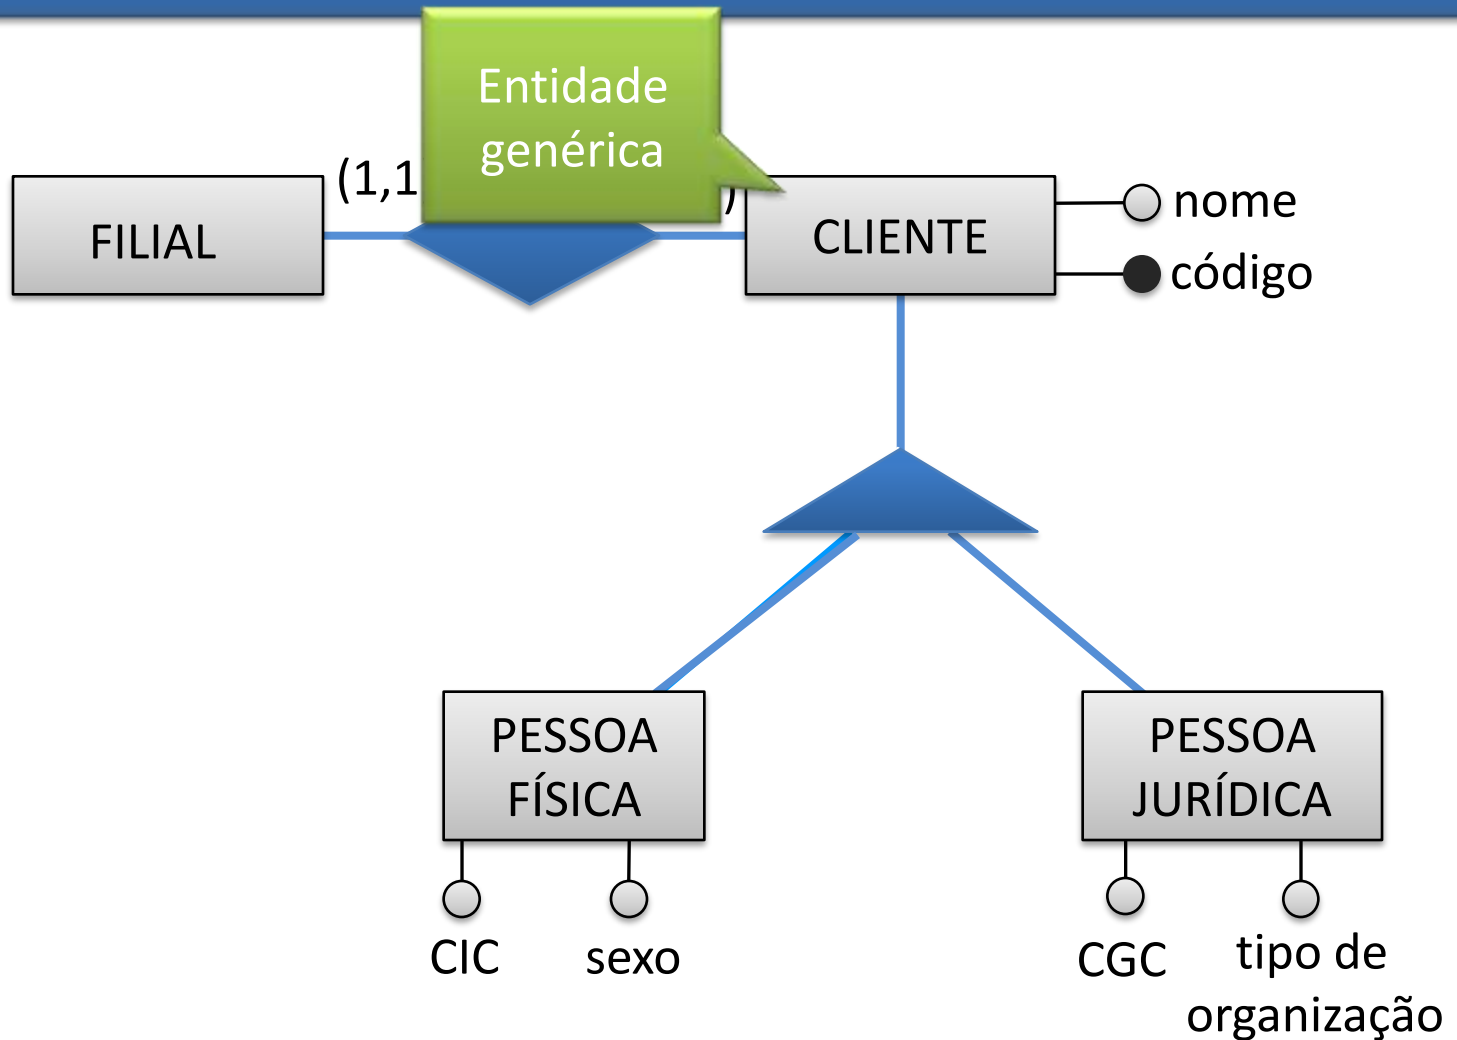 Entidade
genérica
(1,1
)
FILIAL
CLIENTE
nome
código
PESSOA
FÍSICA
PESSOA
JURÍDICA
CIC
sexo
CGC
tipo de
organização